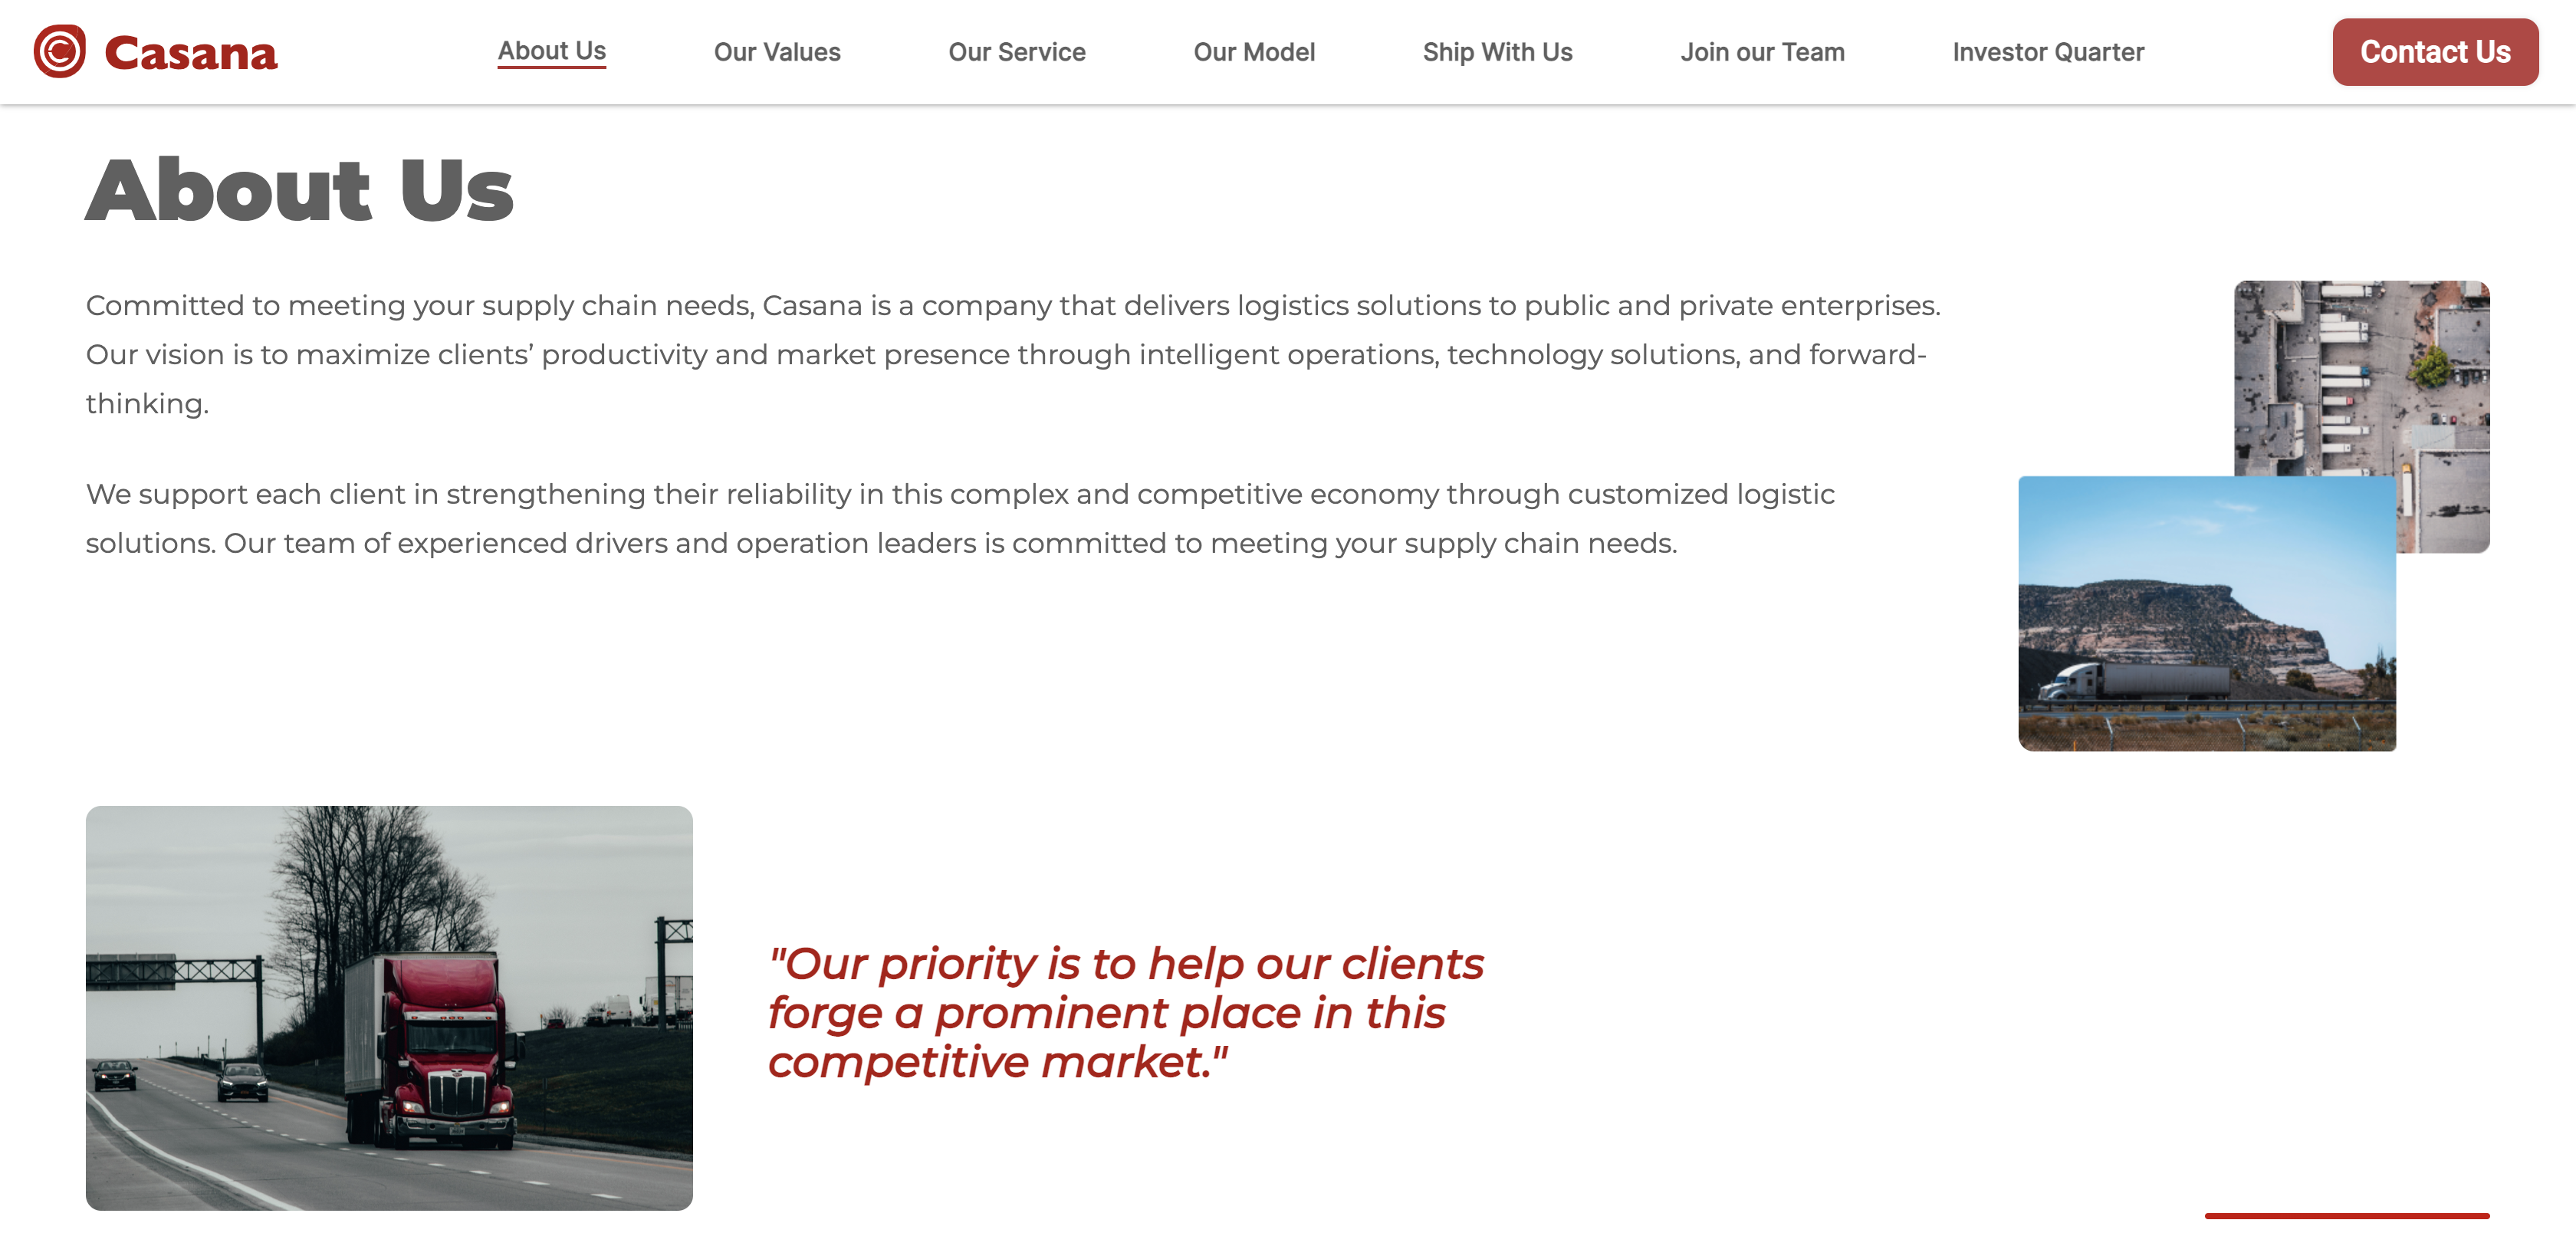 Casana
About Us
Our Values
Our Service
Our Model
Ship With Us
Join our Team
Investor Quarter
Contact Us
About Us
Committed to meeting your supply chain needs, Casana is a company that delivers logistics solutions to public and private enterprises.
Our vision is to maximize clients’ productivity and market presence through intelligent operations, technology solutions, and forward-
thinking.
We support each client in strengthening their reliability in this complex and competitive economy through customized logistic
solutions. Our team of experienced drivers and operation leaders is committed to meeting your supply chain needs.
"Our priority is to help our clients
forge a prominent place in this
competitive market."